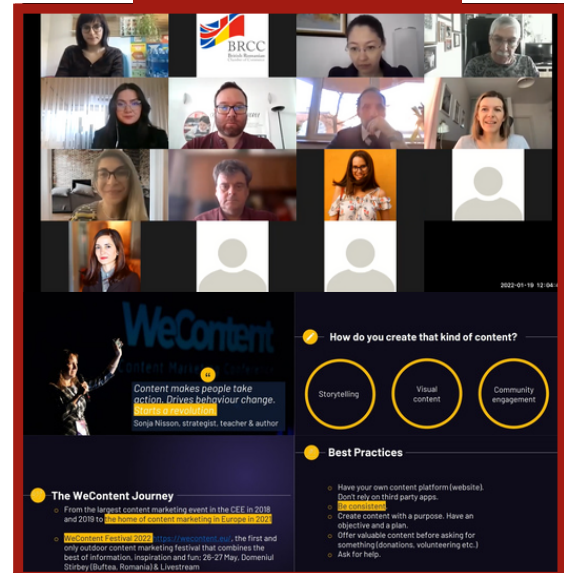 BRCC
British Romanian
Chamber of Commerce
2022-01-19 12:04:
WeContent
Content Marketing Conference
Content makes people take
action. Drives behaviour change.
Starts a revolution.
Sonja Nisson, strategist, teacher & author
How do you create that kind of content?
Storytelling
Visual
content
Community
engagement
The WeContent Journey
From the largest content marketing event in the CEE in 2018
and 2019 to the home of content marketing in Europe in 2021
WeContent Festival 2022 https://wecontent.eu/, the first and
only outdoor content marketing festival that combines the
best of information, inspiration and fun: 26-27 May, Domeniul
Stirbey (Buftea, Romania) & Livestream
Best Practices
Have your own content platform (website).
Don't rely on third party apps.
Be consistent.
Create content with a purpose. Have an
objective and a plan.
Offer valuable content before asking for
something (donations, volunteering etc.)
Ask for help.